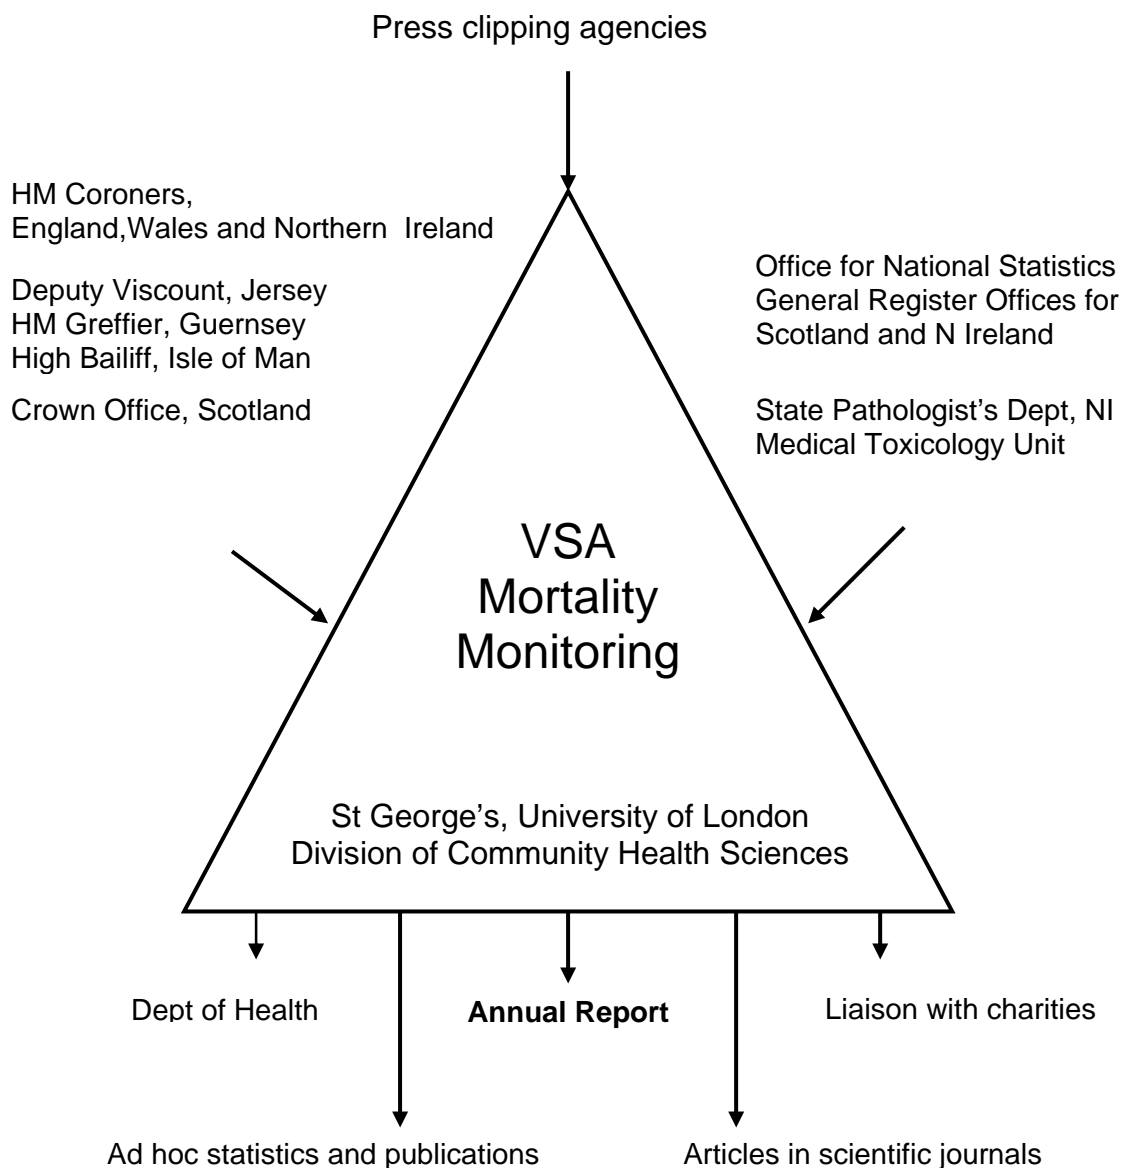 Press clipping agencies
HM Coroners,
England,Wales and Northern Ireland
Deputy Viscount, Jersey
HM Greffier, Guernsey
High Bailiff, Isle of Man
Crown Office, Scotland
Office for National Statistics
General Register Offices for
Scotland and N Ireland
State Pathologist's Dept, NI
Medical Toxicology Unit
VSA
Mortality
Monitoring
St George's, University of London
Division of Community Health Sciences
Dept of Health
Annual Report
Liaison with charities
Ad hoc statistics and publications
Articles in scientific journals